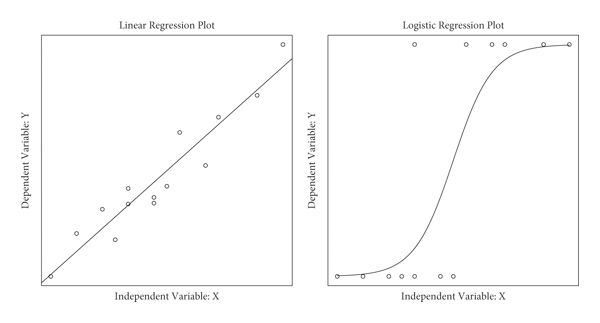 Linear Regression Plot
Dependent Variable: Y
Independent Variable: X
Logistic Regression Plot
Dependent Variable: Y
Independent Variable: X